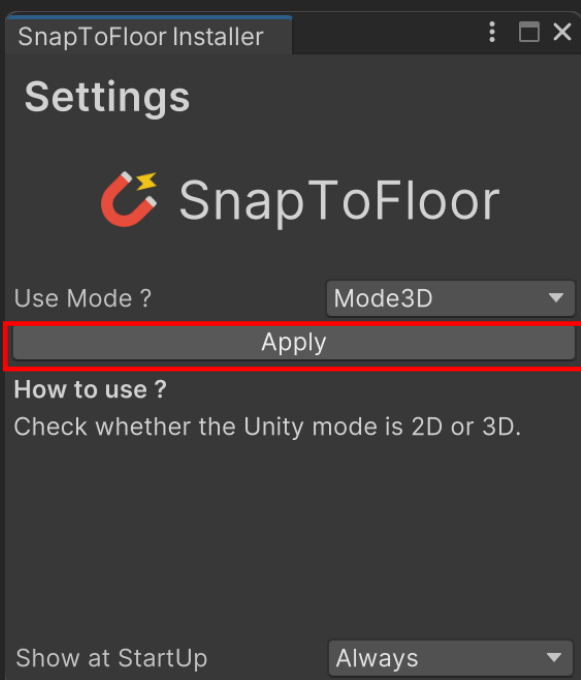 SnapToFloor Installer
Settings
SnapToFloor
Use Mode ? Mode3D
Apply
How to use ?
Check whether the Unity mode is 2D or 3D.
Show at StartUp Always